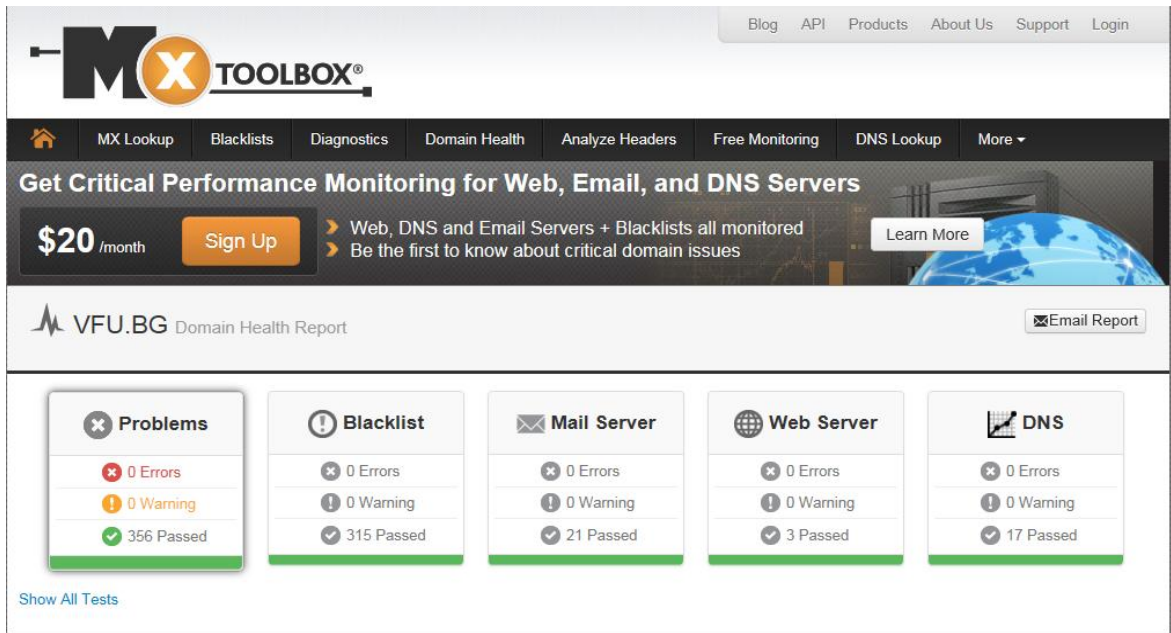 Blog API Products About Us Support Login
MX TOOLBOX®
MX Lookup Blacklists Diagnostics Domain Health Analyze Headers Free Monitoring DNS Lookup More
Get Critical Performance Monitoring for Web, Email, and DNS Servers
$20 /month Sign Up
Web, DNS and Email Servers + Blacklists all monitored
Be the first to know about critical domain issues
Learn More
VFU.BG Domain Health Report
Email Report
Problems
0 Errors
0 Warning
356 Passed
Blacklist
0 Errors
0 Warning
315 Passed
Mail Server
0 Errors
0 Warning
21 Passed
Web Server
0 Errors
0 Warning
3 Passed
DNS
0 Errors
0 Warning
17 Passed
Show All Tests